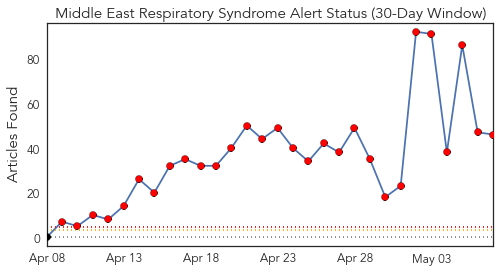 Middle East Respiratory Syndrome Alert Status (30-Day Window)
Articles Found
80
60
40
20
0
Apr 08 Apr 13 Apr 18 Apr 23 Apr 28 May 03